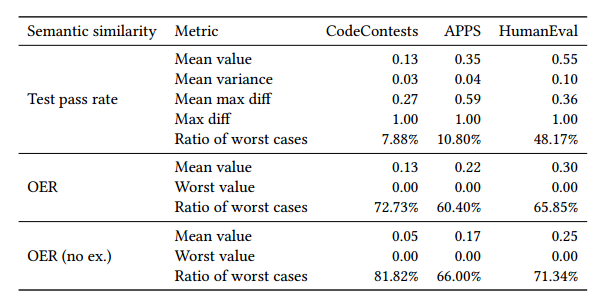 Semantic similarity Metric CodeContests APPS HumanEval
Mean value 0.13 0.35 0.55
Mean variance 0.03 0.04 0.10
Test pass rate Mean max diff 0.27 0.59 0.36
Max diff 1.00 1.00 1.00
Ratio of worst cases 7.88% 10.80% 48.17%
Mean value 0.13 0.22 0.30
OER Worst value 0.00 0.00 0.00
Ratio of worst cases 72.73% 60.40% 65.85%
Mean value 0.05 0.17 0.25
OER (no ex.) Worst value 0.00 0.00 0.00
Ratio of worst cases 81.82% 66.00% 71.34%